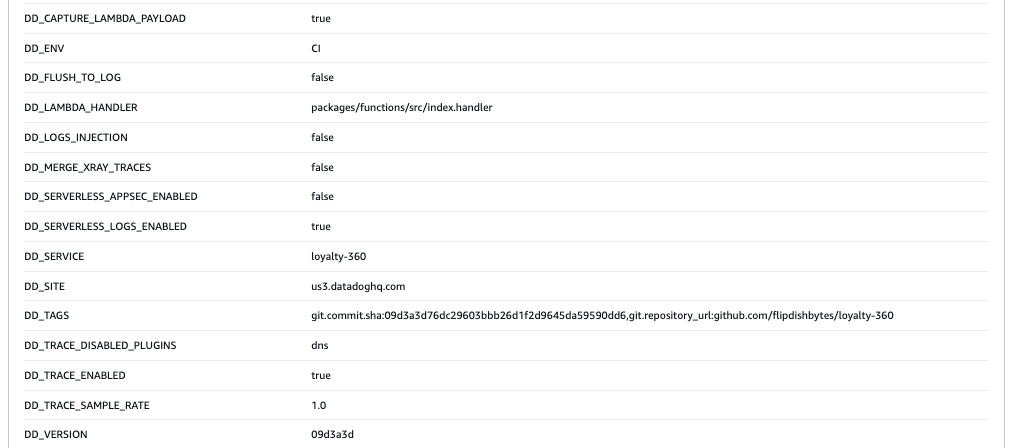 DD_CAPTURE_LAMBDA_PAYLOAD true
DD_ENV CI
DD_FLUSH_TO_LOG false
DD_LAMBDA_HANDLER packages/functions/src/index.handler
DD_LOGS_INJECTION false
DD_MERGE_XRAY_TRACES false
DD_SERVERLESS_APPSEC_ENABLED false
DD_SERVERLESS_LOGS_ENABLED true
DD_SERVICE loyalty-360
DD_SITE us3.datadoghq.com
DD_TAGS git.commit.sha:09d3a3d76dc29603bbb26d1f2d9645da59590dd6,git.repository_url:github.com/flipdishbytes/loyalty-360
DD_TRACE_DISABLED_PLUGINS dns
DD_TRACE_ENABLED true
DD_TRACE_SAMPLE_RATE 1.0
DD_VERSION 09d3a3d